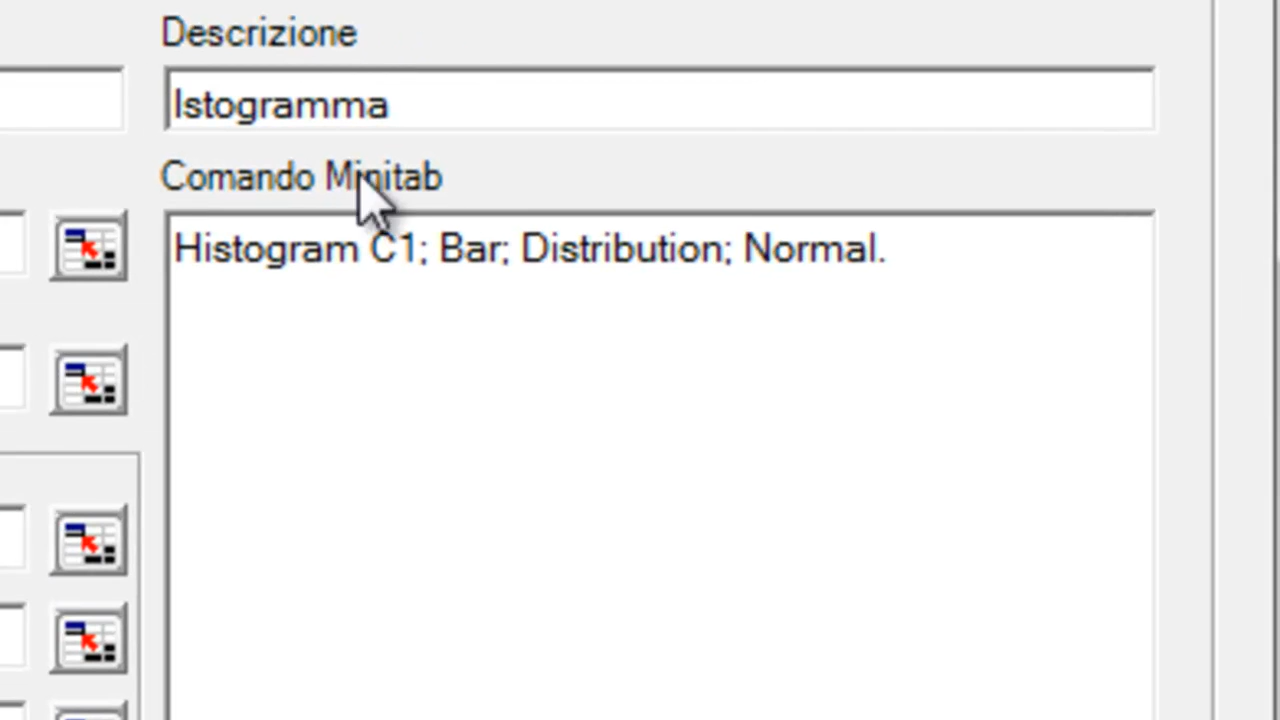 Descrizione
Istogramma
Comando Minitab
Histogram C1; Bar; Distribution; Normal.